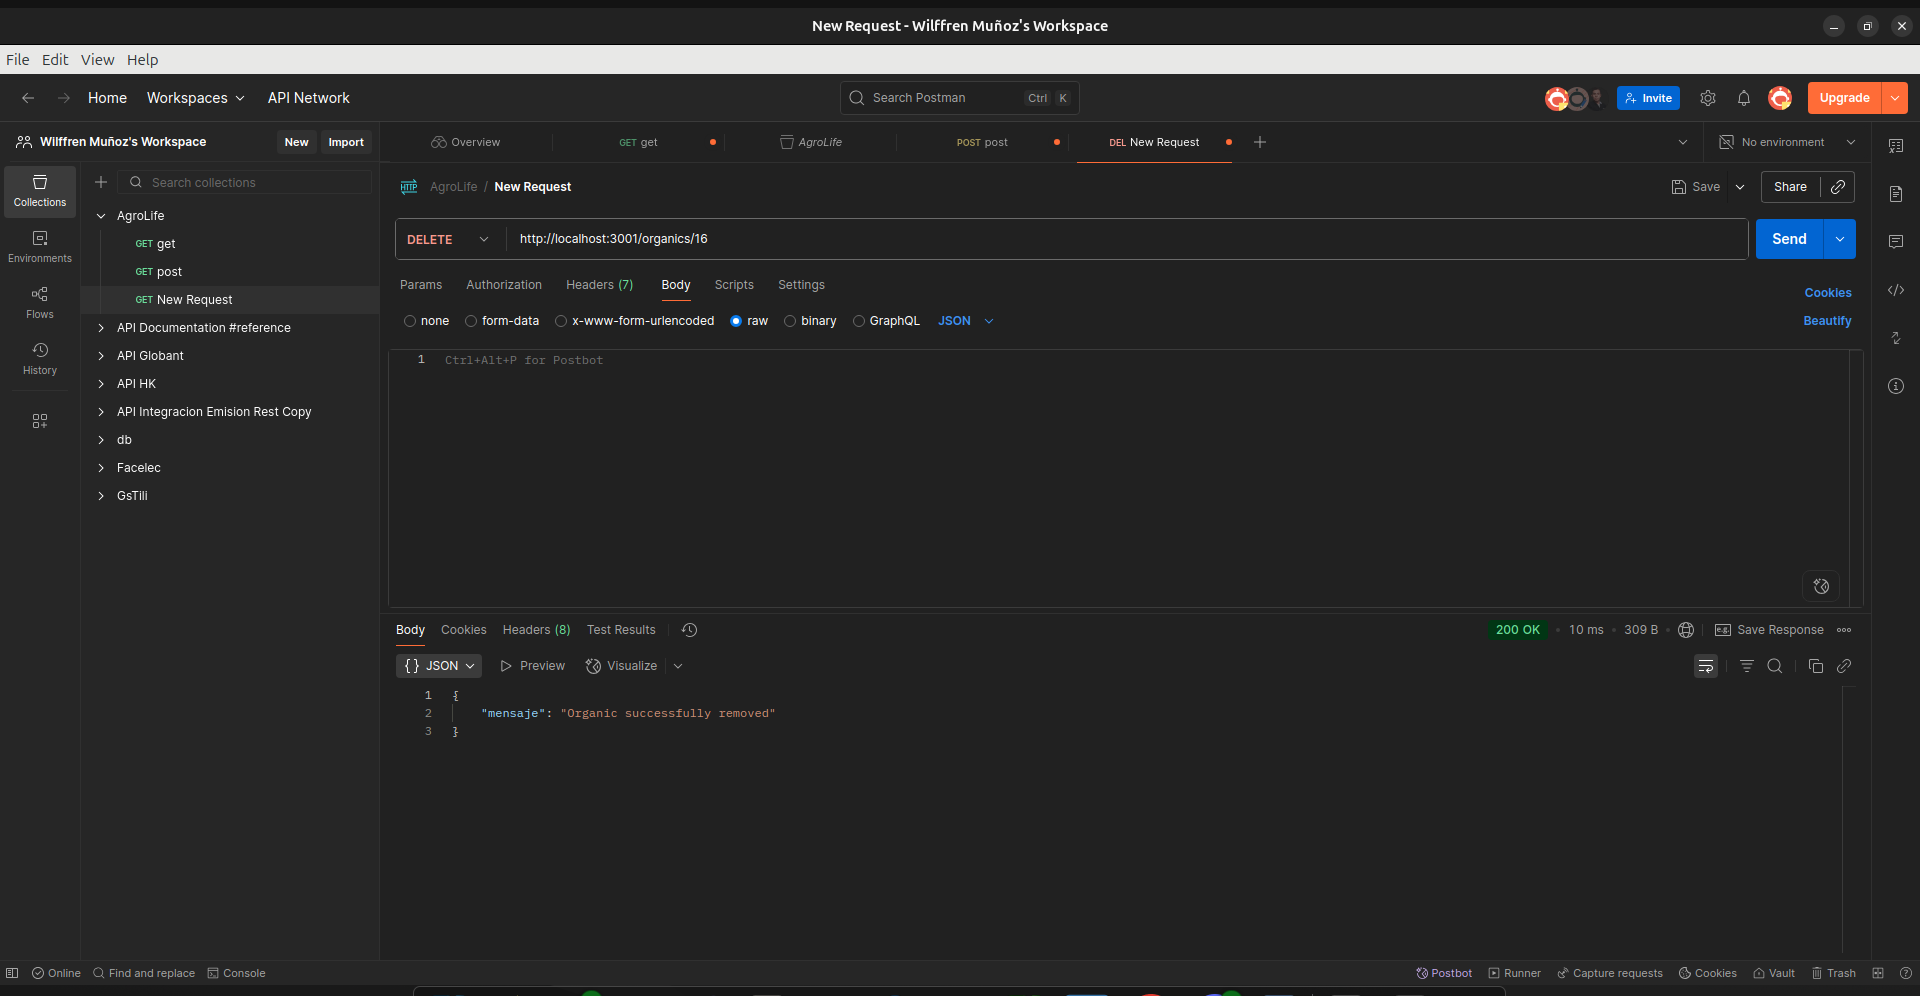 New Request - Wilffren Muñoz's Workspace
File Edit View Help
Home Workspaces API Network Search Postman Ctrl K Invite Upgrade
Wilffren Muñoz's Workspace New Import
Overview GET get AgroLife POST post DEL New Request No environment
Collections
Environments
Flows
History
Search collections
AgroLife
GET get
GET post
GET New Request
API Documentation #reference
API Globant
API HK
API Integracion Emision Rest Copy
db
Facelec
GsTili
HTTP AgroLife / New Request Save Share
DELETE http://localhost:3001/organics/16 Send
Params Authorization Headers (7) Body Scripts Settings Cookies
none form-data x-www-form-urlencoded raw binary GraphQL JSON Beautify
1 Ctrl+Alt+P for Postbot
Body Cookies Headers (8) Test Results 200 OK • 10 ms • 309 B e.g. Save Response
{} JSON Preview Visualize
1 {
2 "mensaje": "Organic successfully removed"
3 }
Online Find and replace Console Postbot Runner Capture requests Cookies Vault Trash